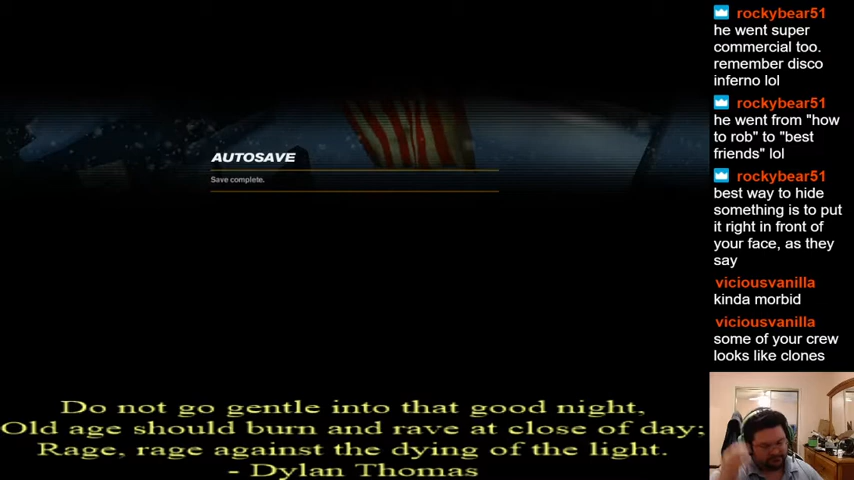 AUTOSAVE
Save complete.
rockybear51
he went super
commercial too.
remember disco
inferno lol
rockybear51
he went from "how
to rob" to "best
friends" lol
rockybear51
best way to hide
something is to put
it right in front of
your face, as they
say
viciousvanilla
kinda morbid
viciousvanilla
some of your crew
looks like clones
Do not go gentle into that good night,
Old age should burn and rave at close of day;
Rage, rage against the dying of the light.
- Dylan Thomas